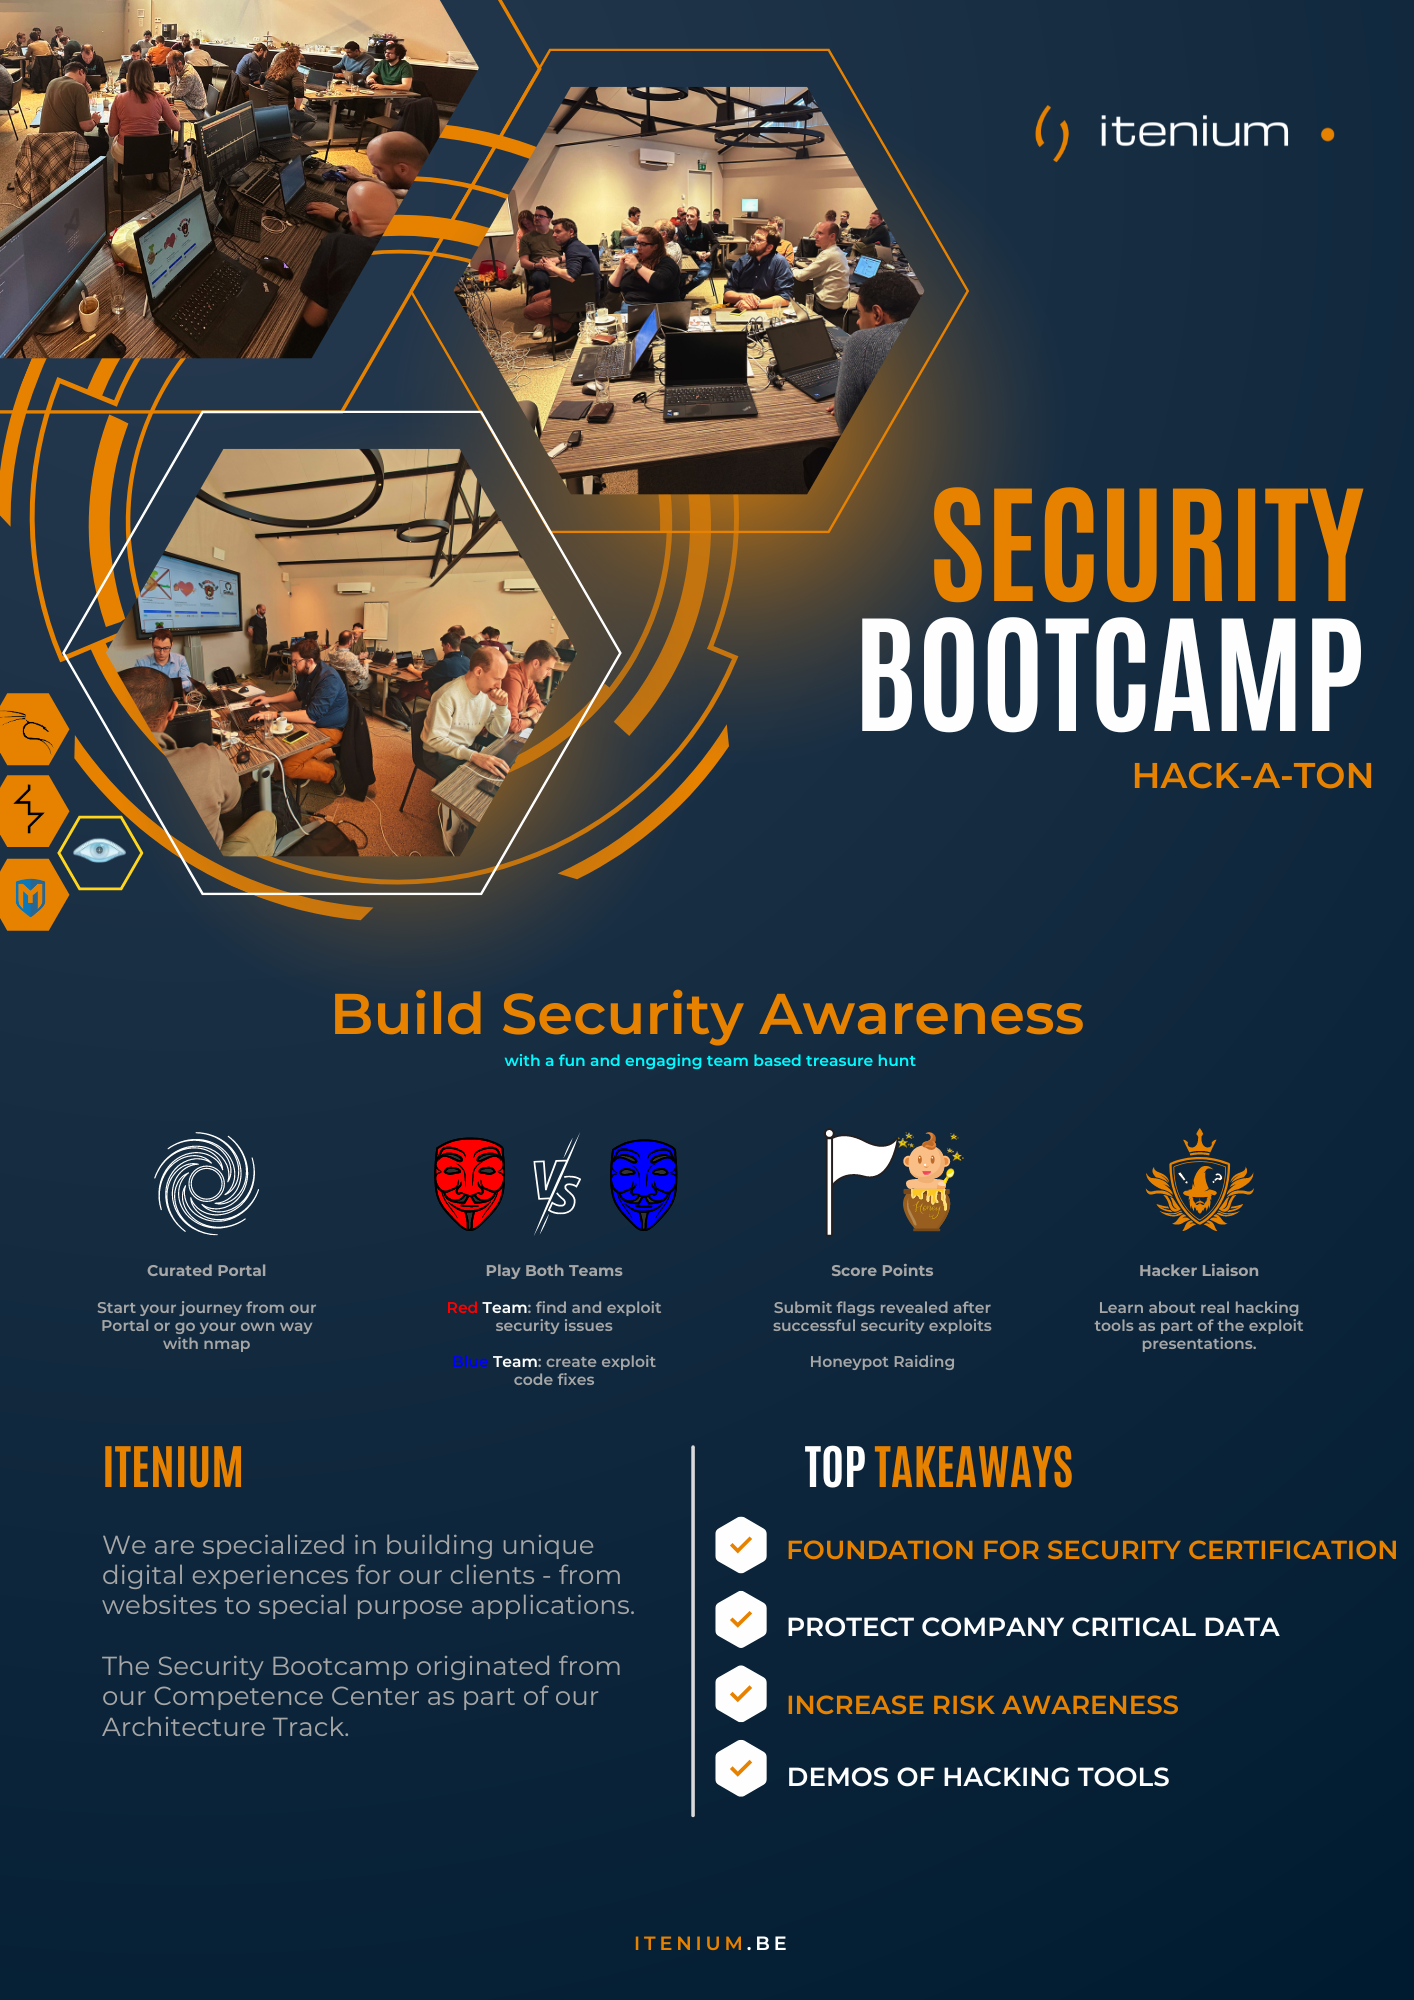 itenium
SECURITY
BOOTCAMP
HACK-A-TON
Build Security Awareness
with a fun and engaging team based treasure hunt
VS
Honey
! ?
Curated Portal
Start your journey from our
Portal or go your own way
with nmap
Play Both Teams
Red Team: find and exploit
security issues
Blue Team: create exploit
code fixes
Score Points
Submit flags revealed after
successful security exploits
Honeypot Raiding
Hacker Liaison
Learn about real hacking
tools as part of the exploit
presentations.
ITENIUM
We are specialized in building unique
digital experiences for our clients - from
websites to special purpose applications.
The Security Bootcamp originated from
our Competence Center as part of our
Architecture Track.
TOP TAKEAWAYS
FOUNDATION FOR SECURITY CERTIFICATION
PROTECT COMPANY CRITICAL DATA
INCREASE RISK AWARENESS
DEMOS OF HACKING TOOLS
ITENIUM.BE